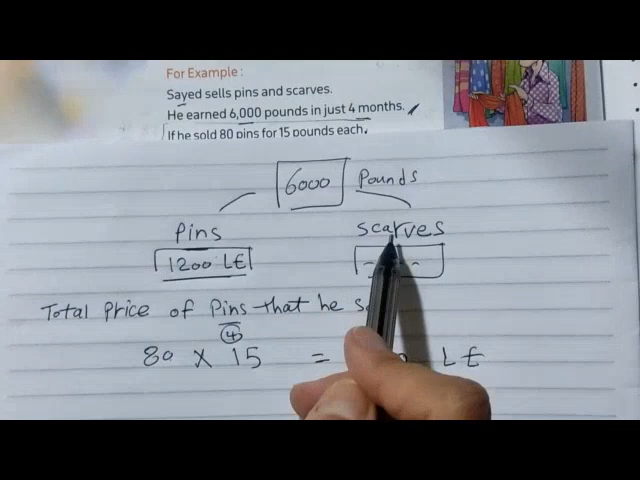 For Example :
Sayed sells pins and scarves.
He earned 6,000 pounds in just 4 months.
If he sold 80 pins for 15 pounds each.
6000 Pounds
Pins scarves
1200 LE
Total Price of Pins that he
4
80 × 15 = LE